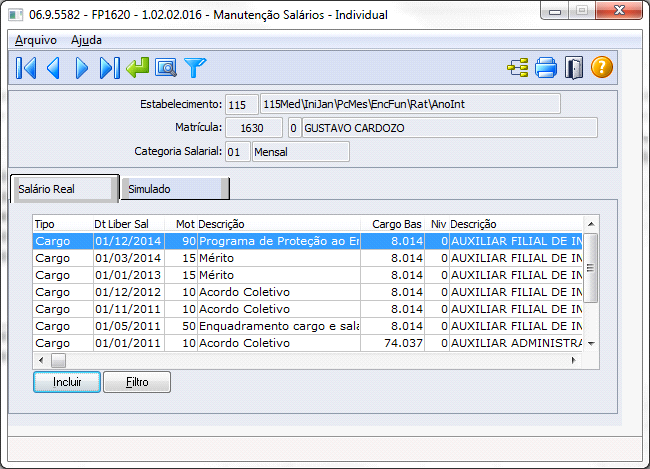 06.9.5582 - FP1620 - 1.02.02.016 - Manutenção Salários - Individual
Arquivo Ajuda
Estabelecimento: 115 115Med\IniJan\PcMes\EncFun\Rat\AnoInt
Matrícula: 1630 0 GUSTAVO CARDOZO
Categoria Salarial: 01 Mensal
Salário Real Simulado
Tipo Dt Liber Sal Mot Descrição Cargo Bas Niv Descrição
Cargo 01/12/2014 90 Programa de Proteção ao En 8.014 0 AUXILIAR FILIAL DE IN
Cargo 01/03/2014 15 Mérito 8.014 0 AUXILIAR FILIAL DE IN
Cargo 01/01/2013 15 Mérito 8.014 0 AUXILIAR FILIAL DE IN
Cargo 01/12/2012 10 Acordo Coletivo 8.014 0 AUXILIAR FILIAL DE IN
Cargo 01/11/2011 10 Acordo Coletivo 8.014 0 AUXILIAR FILIAL DE IN
Cargo 01/05/2011 50 Enquadramento cargo e sala 8.014 0 AUXILIAR FILIAL DE IN
Cargo 01/01/2011 10 Acordo Coletivo 74.037 0 AUXILIAR ADMINISTRA
Incluir Filtro